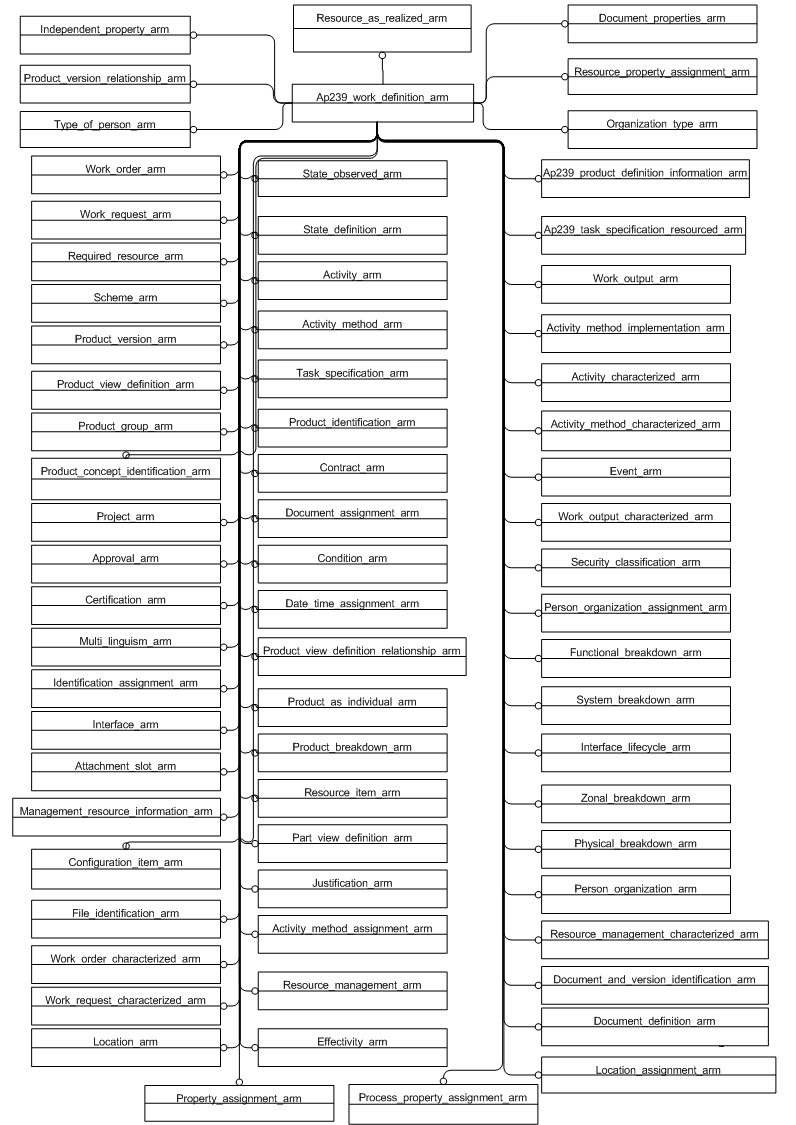 Resource_as_realized_arm
Document_properties_arm
Independent_property_arm
Product_version_relationship_arm
Resource_property_assignment_arm
Ap239_work_definition_arm
Type_of_person_arm
Organization_type_arm
Work_order_arm
State_observed_arm
Ap239_product_definition_information_arm
Work_request_arm
State_definition_arm
Ap239_task_specification_resourced_arm
Required_resource_arm
Activity_arm
Work_output_arm
Scheme_arm
Activity_method_arm
Activity_method_implementation_arm
Product_version_arm
Task_specification_arm
Activity_characterized_arm
Product_view_definition_arm
Product_identification_arm
Activity_method_characterized_arm
Product_group_arm
Product_concept_identification_arm
Contract_arm
Event_arm
Project_arm
Document_assignment_arm
Work_output_characterized_arm
Approval_arm
Condition_arm
Security_classification_arm
Certification_arm
Date_time_assignment_arm
Person_organization_assignment_arm
Multi_linguism_arm
Product_view_definition_relationship_arm
Functional_breakdown_arm
Identification_assignment_arm
Product_as_individual_arm
System_breakdown_arm
Interface_arm
Product_breakdown_arm
Interface_lifecycle_arm
Attachment_slot_arm
Resource_item_arm
Zonal_breakdown_arm
Management_resource_information_arm
Part_view_definition_arm
Physical_breakdown_arm
Configuration_item_arm
Justification_arm
Person_organization_arm
File_identification_arm
Activity_method_assignment_arm
Resource_management_characterized_arm
Work_order_characterized_arm
Resource_management_arm
Document_and_version_identification_arm
Work_request_characterized_arm
Document_definition_arm
Location_arm
Effectivity_arm
Location_assignment_arm
Property_assignment_arm
Process_property_assignment_arm